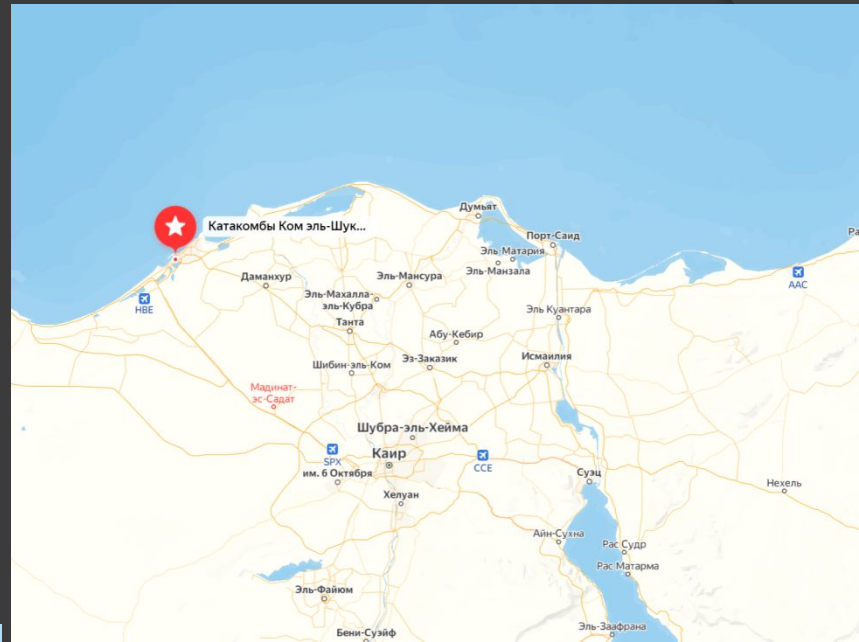 Катакомбы Ком эль-Шук...
Думьят
Порт-Саид
Эль-Матария
Эль-Манзала
Даманхур
Эль-Мансура
AAC
HBE
Эль-Махалла-
эль-Кубра
Эль Куантара
Танта
Абу-Кебир
Шибин-эль-Ком
Эз-Заказик
Исмаилия
Мадинат-
эс-Садат
Шубра-эль-Хейма
Каир
SPX
CCE
им. 6 Октября
Суэц
Нехель
Хелуан
Айн-Сухна
Рас Судр
Рас Матарма
Эль-Файюм
Эль-Заафрана
Бени-Суэйф